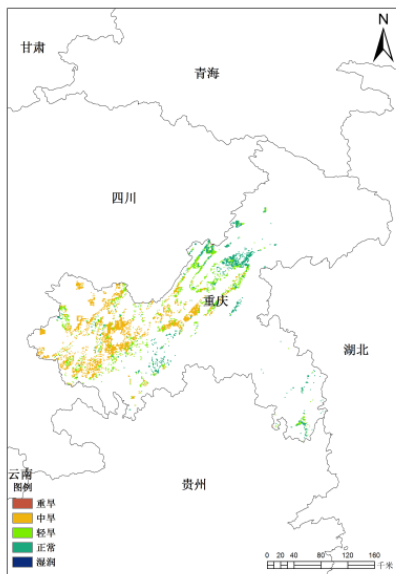 N
甘肃
青海
四川
重庆
湖北
云南
贵州
图例
重旱
中旱
轻旱
正常
湿润
0 20 40 80 120 160
千米